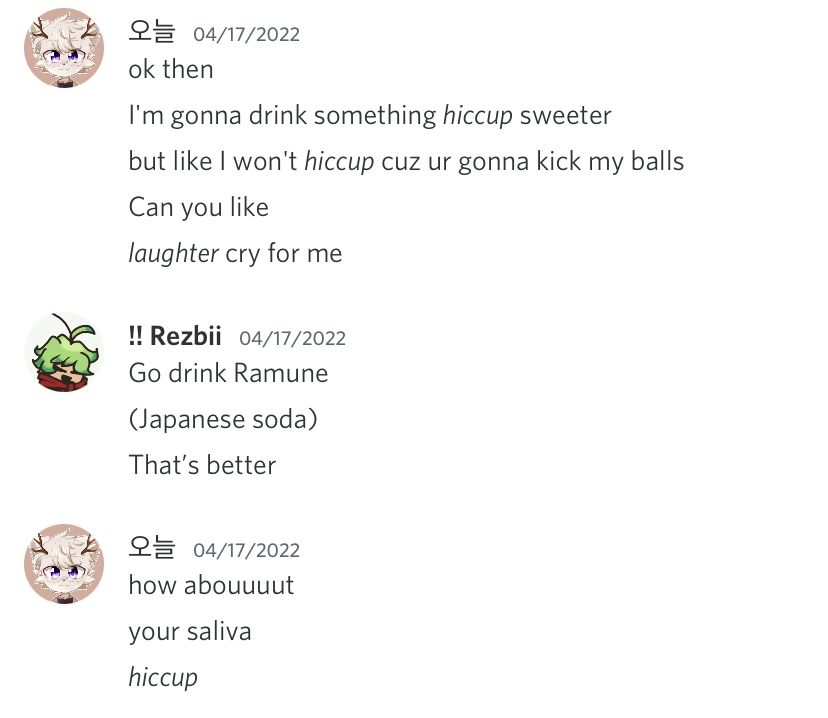 오늘 04/17/2022
ok then
I'm gonna drink something hiccup sweeter
but like I won't hiccup cuz ur gonna kick my balls
Can you like
laughter cry for me
!! Rezbii 04/17/2022
Go drink Ramune
(Japanese soda)
That’s better
오늘 04/17/2022
how abouuuut
your saliva
hiccup